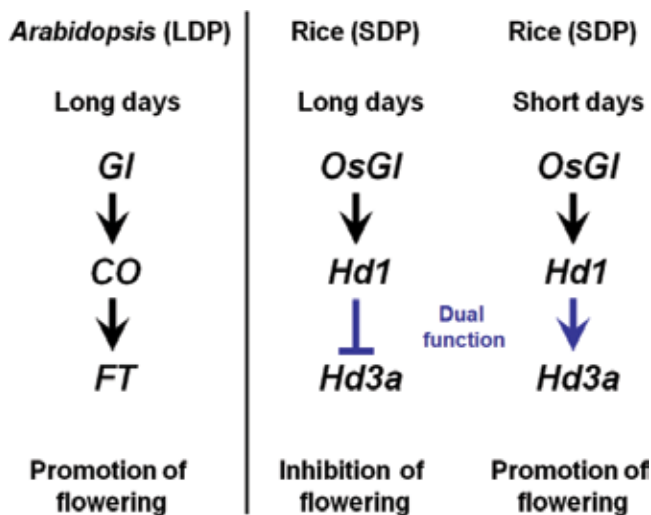 Arabidopsis (LDP)
Long days
GI
CO
FT
Promotion of
flowering
Rice (SDP)
Long days
OsGI
Hd1
Hd3a
Inhibition of
flowering
Dual
function
Rice (SDP)
Short days
OsGI
Hd1
Hd3a
Promotion of
flowering